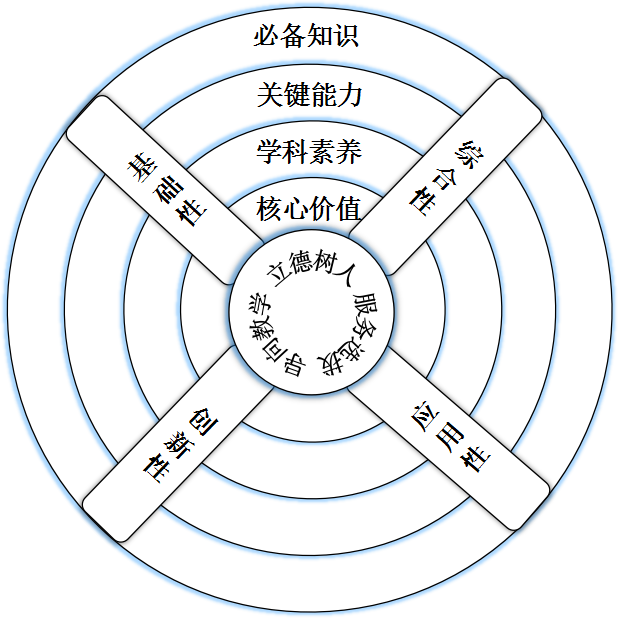 必备知识
关键能力
学科素养
核心价值
基础性
综合性
立德树人 服务选拔 导向教学
创新性
应用性